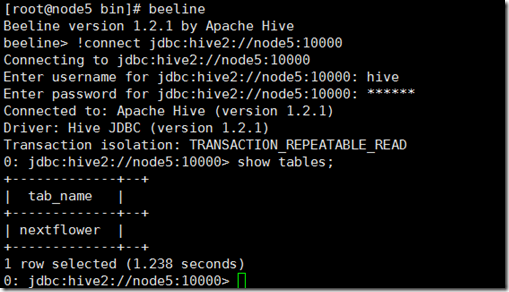 [root@node5 bin]# beeline
Beeline version 1.2.1 by Apache Hive
beeline> !connect jdbc:hive2://node5:10000
Connecting to jdbc:hive2://node5:10000
Enter username for jdbc:hive2://node5:10000: hive
Enter password for jdbc:hive2://node5:10000: ******
Connected to: Apache Hive (version 1.2.1)
Driver: Hive JDBC (version 1.2.1)
Transaction isolation: TRANSACTION_REPEATABLE_READ
0: jdbc:hive2://node5:10000> show tables;
+-------------+--+
|  tab_name   |
+-------------+--+
| nextflower  |
+-------------+--+
1 row selected (1.238 seconds)
0: jdbc:hive2://node5:10000>